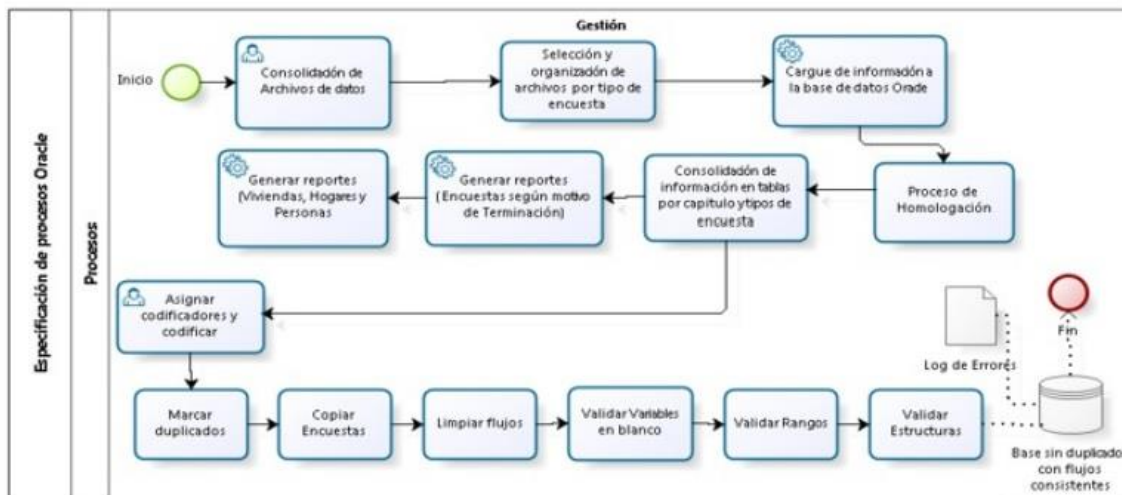 Gestión
Especificación de procesos Oracle
Procesos
Inicio
Consolidación de
Archivos de datos
Selección y
organización de
archivos por tipo de
encuesta
Cargue de información a
la base de datos Orade
Proceso de
Homologación
Consolidación de
información en tablas
por capítulo ytipos de
encuesta
Generar reportes
(Encuestas según motivo
de Terminación)
Generar reportes
(Viviendas, Hogares y
Personas
Asignar
codificadores y
codificar
Marcar
duplicados
Copiar
Encuestas
Limpiar flujos
Validar Variables
en blanco
Validar Rangos
Validar
Estructuras
Log de Errores
Fin
Base sin duplicado
con flujos
consistentes